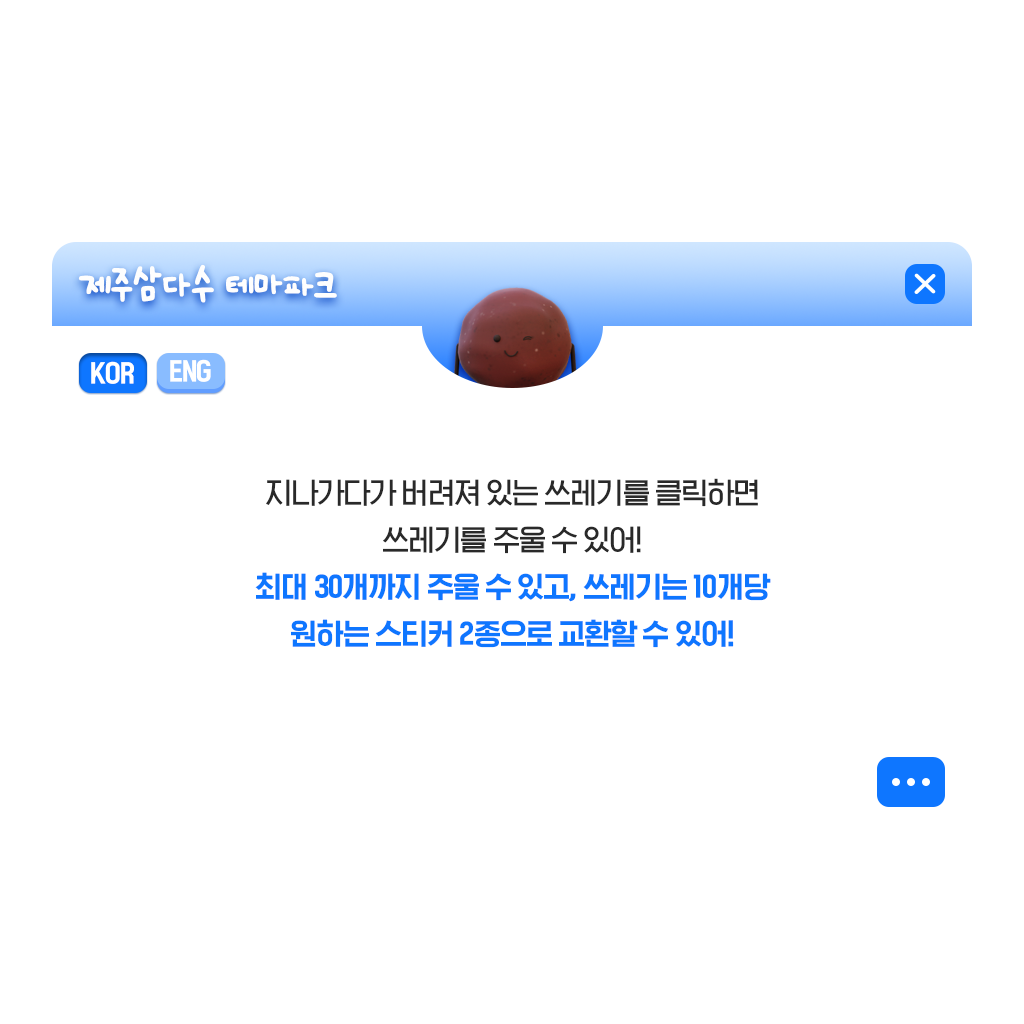 제주삼다수 테마파크
KOR ENG
지나가다가 버려져 있는 쓰레기를 클릭하면
쓰레기를 주울 수 있어!
최대 30개까지 주울 수 있고, 쓰레기는 10개당
원하는 스티커 2종으로 교환할 수 있어!